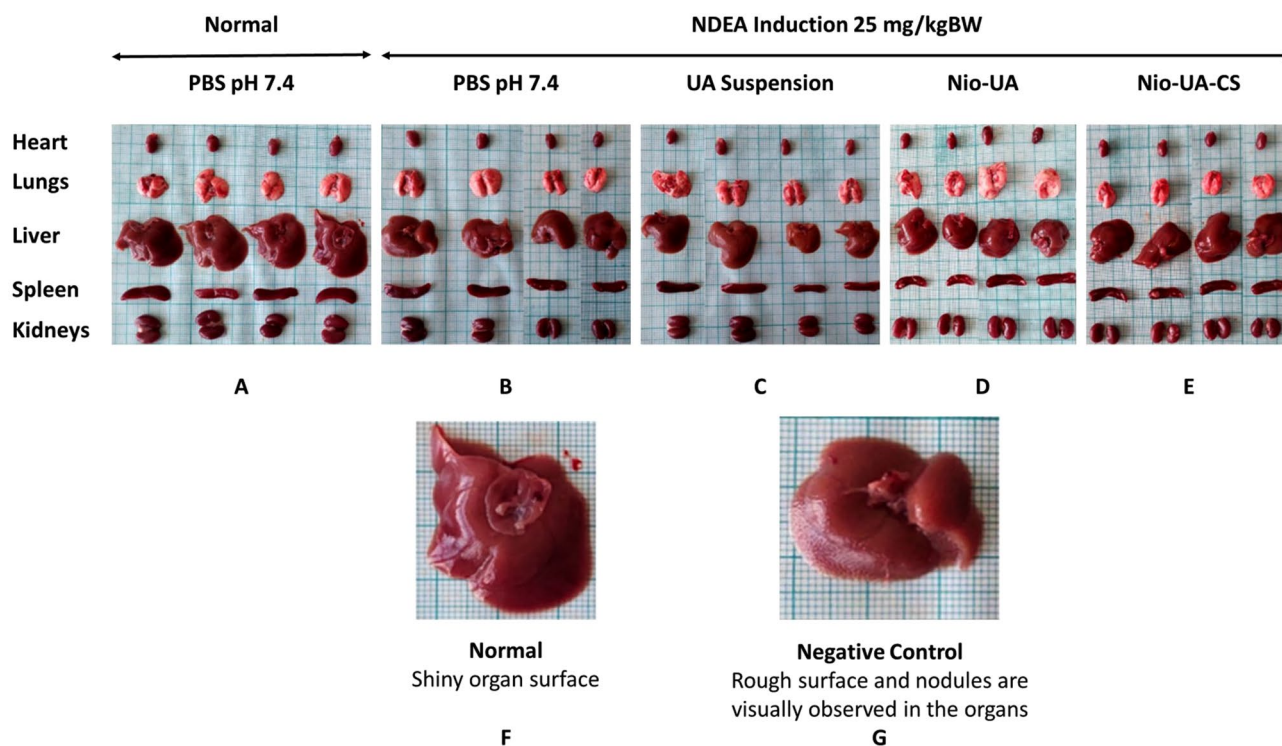 Normal
NDEA Induction 25 mg/kgBW
PBS pH 7.4
PBS pH 7.4
UA Suspension
Nio-UA
Nio-UA-CS
Heart
Lungs
Liver
Spleen
Kidneys
A
B
C
D
E
Normal
Shiny organ surface
F
Negative Control
Rough surface and nodules are
visually observed in the organs
G